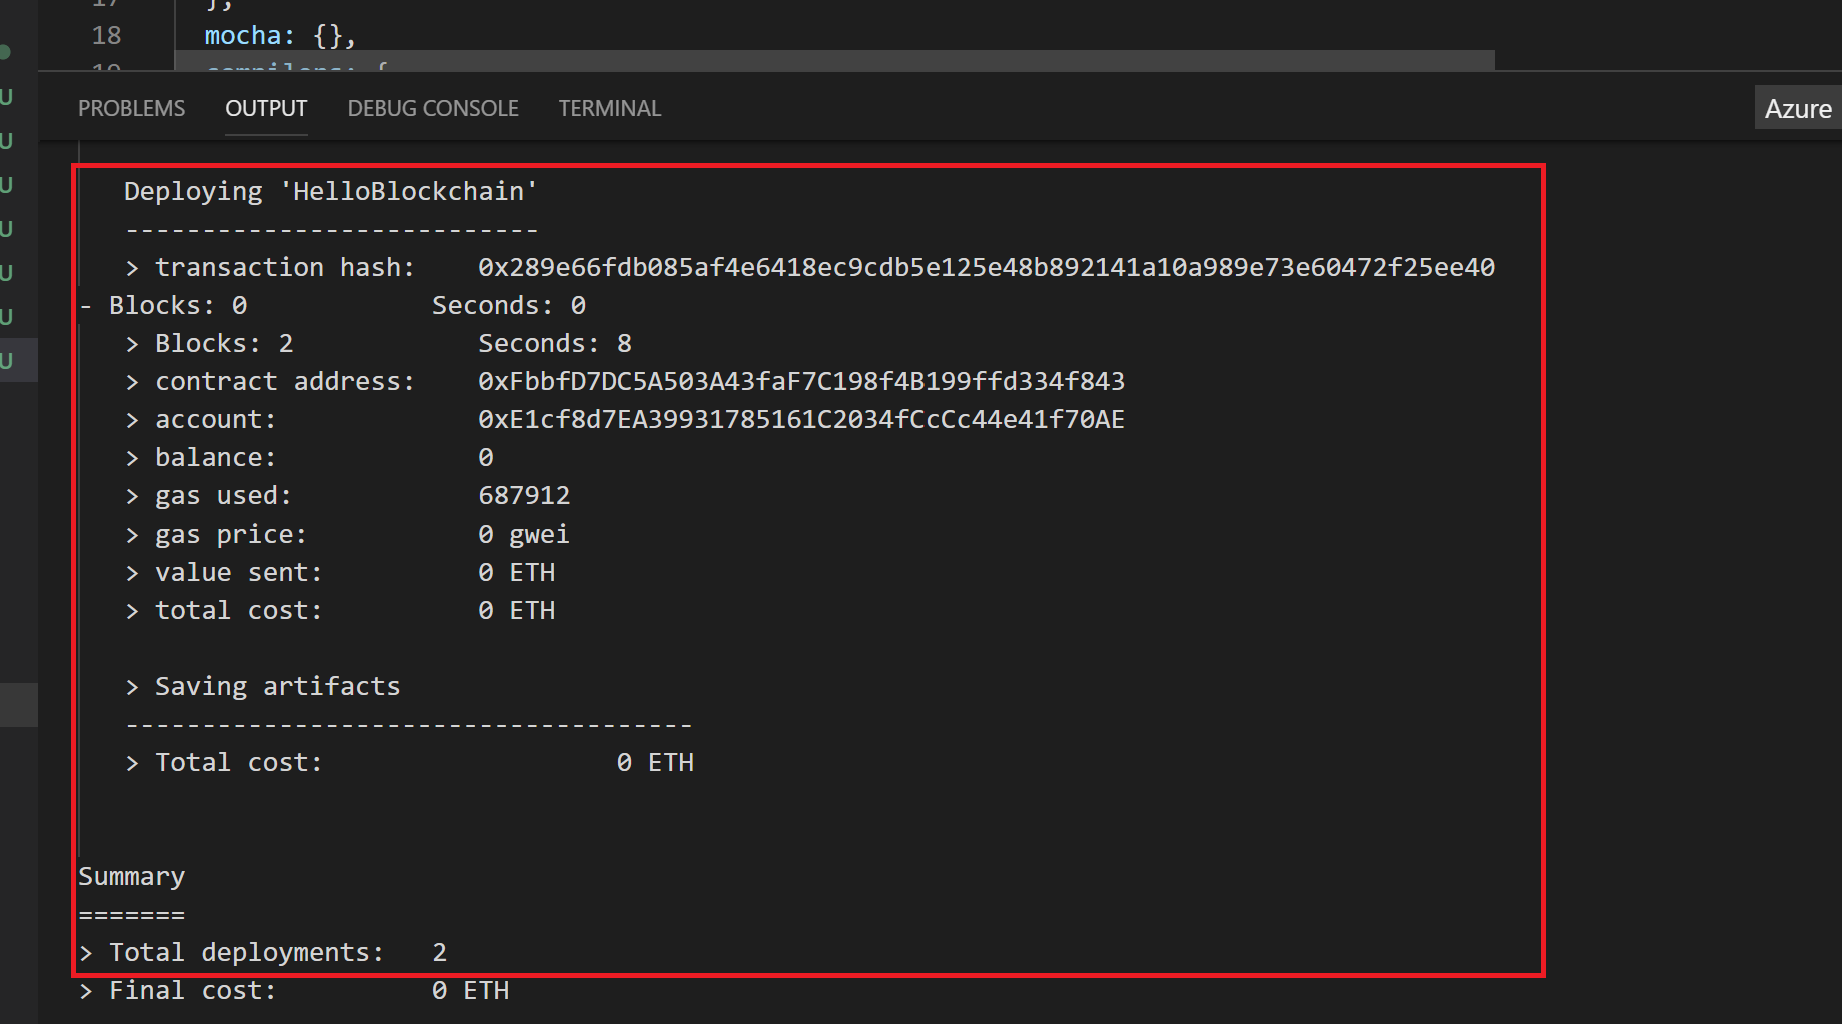 17 },
18 mocha: {},
19 compilers: {
PROBLEMS OUTPUT DEBUG CONSOLE TERMINAL Azure
U
U
U
U
U
U
U
Deploying 'HelloBlockchain'
---------------------------
> transaction hash: 0x289e66fdb085af4e6418ec9cdb5e125e48b892141a10a989e73e60472f25ee40
- Blocks: 0 Seconds: 0
> Blocks: 2 Seconds: 8
> contract address: 0xFbbfD7DC5A503A43faF7C198f4B199ffd334f843
> account: 0xE1cf8d7EA39931785161C2034fCcCc44e41f70AE
> balance: 0
> gas used: 687912
> gas price: 0 gwei
> value sent: 0 ETH
> total cost: 0 ETH
> Saving artifacts
-------------------------------------
> Total cost: 0 ETH
Summary
=======
> Total deployments: 2
> Final cost: 0 ETH